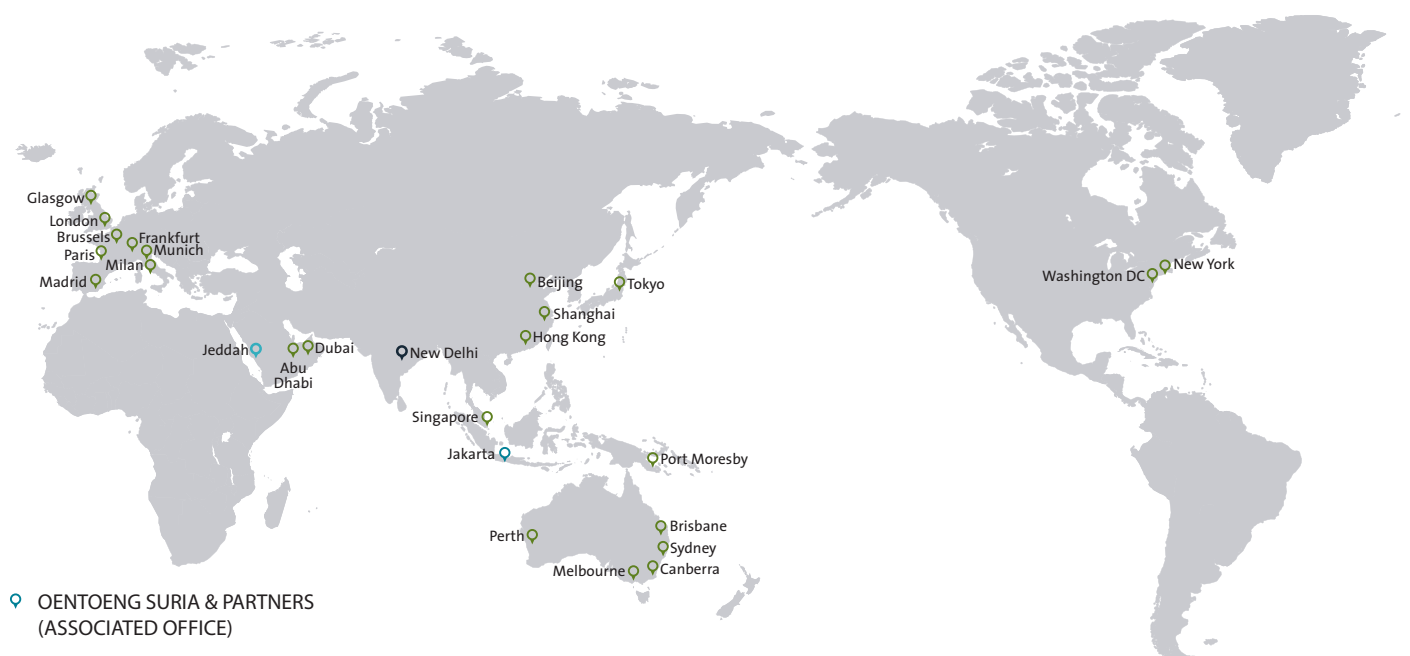 Glasgow
London
Brussels
Frankfurt
Paris
Munich
Milan
Madrid
Beijing
Tokyo
Shanghai
Hong Kong
Jeddah
Dubai
Abu
Dhabi
New Delhi
Singapore
Jakarta
Port Moresby
Perth
Brisbane
Sydney
Melbourne
Canberra
Washington DC
New York
OENTOENG SURIA & PARTNERS
(ASSOCIATED OFFICE)